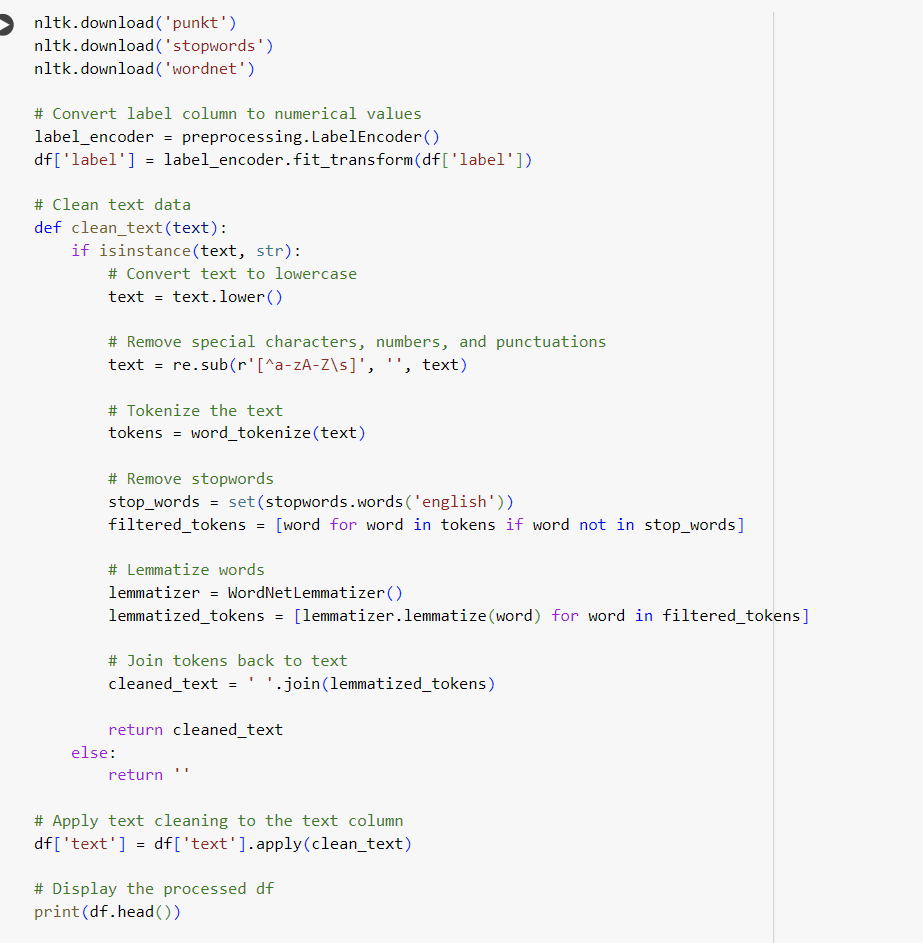 nltk.download('punkt')
nltk.download('stopwords')
nltk.download('wordnet')

# Convert label column to numerical values
label_encoder = preprocessing.LabelEncoder()
df['label'] = label_encoder.fit_transform(df['label'])

# Clean text data
def clean_text(text):
    if isinstance(text, str):
        # Convert text to lowercase
        text = text.lower()

        # Remove special characters, numbers, and punctuations
        text = re.sub(r'[^a-zA-Z\s]', '', text)

        # Tokenize the text
        tokens = word_tokenize(text)

        # Remove stopwords
        stop_words = set(stopwords.words('english'))
        filtered_tokens = [word for word in tokens if word not in stop_words]

        # Lemmatize words
        lemmatizer = WordNetLemmatizer()
        lemmatized_tokens = [lemmatizer.lemmatize(word) for word in filtered_tokens]

        # Join tokens back to text
        cleaned_text = ' '.join(lemmatized_tokens)

        return cleaned_text
    else:
        return ''

# Apply text cleaning to the text column
df['text'] = df['text'].apply(clean_text)

# Display the processed df
print(df.head())